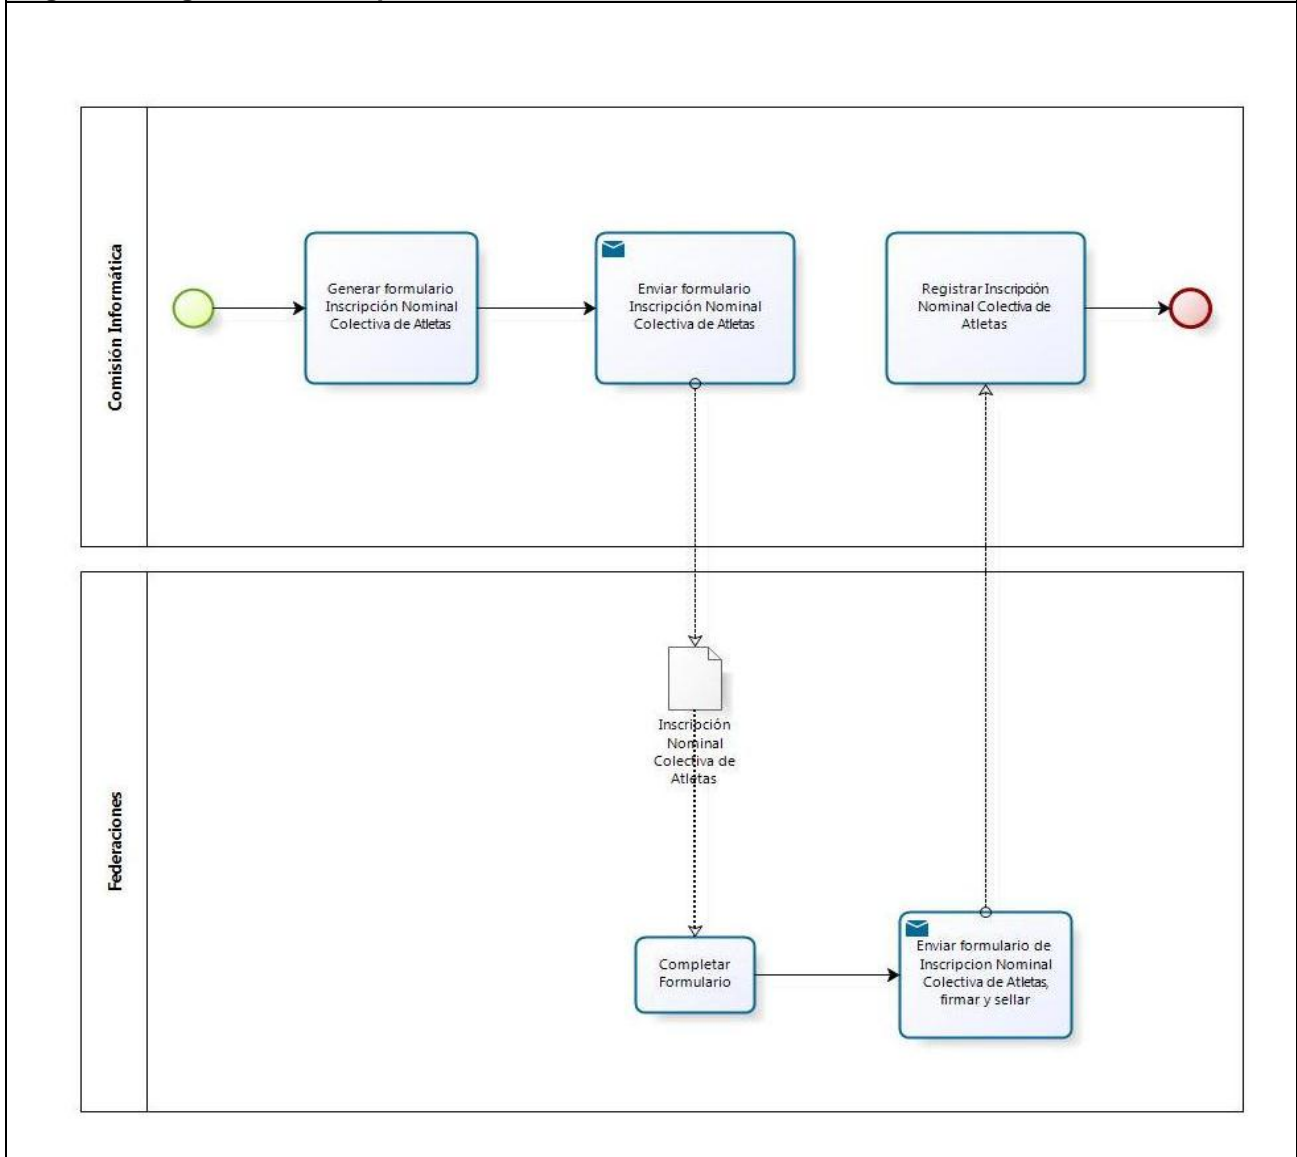 Comisión Informática
Generar formulario
Inscripción Nominal
Colectiva de Atletas
Enviar formulario
Inscripción Nominal
Colectiva de Atletas
Registrar Inscripción
Nominal Colectiva de
Atletas
Federaciones
Inscripción
Nominal
Colectiva de
Atletas
Completar
Formulario
Enviar formulario de
Inscripcion Nominal
Colectiva de Atletas,
firmar y sellar